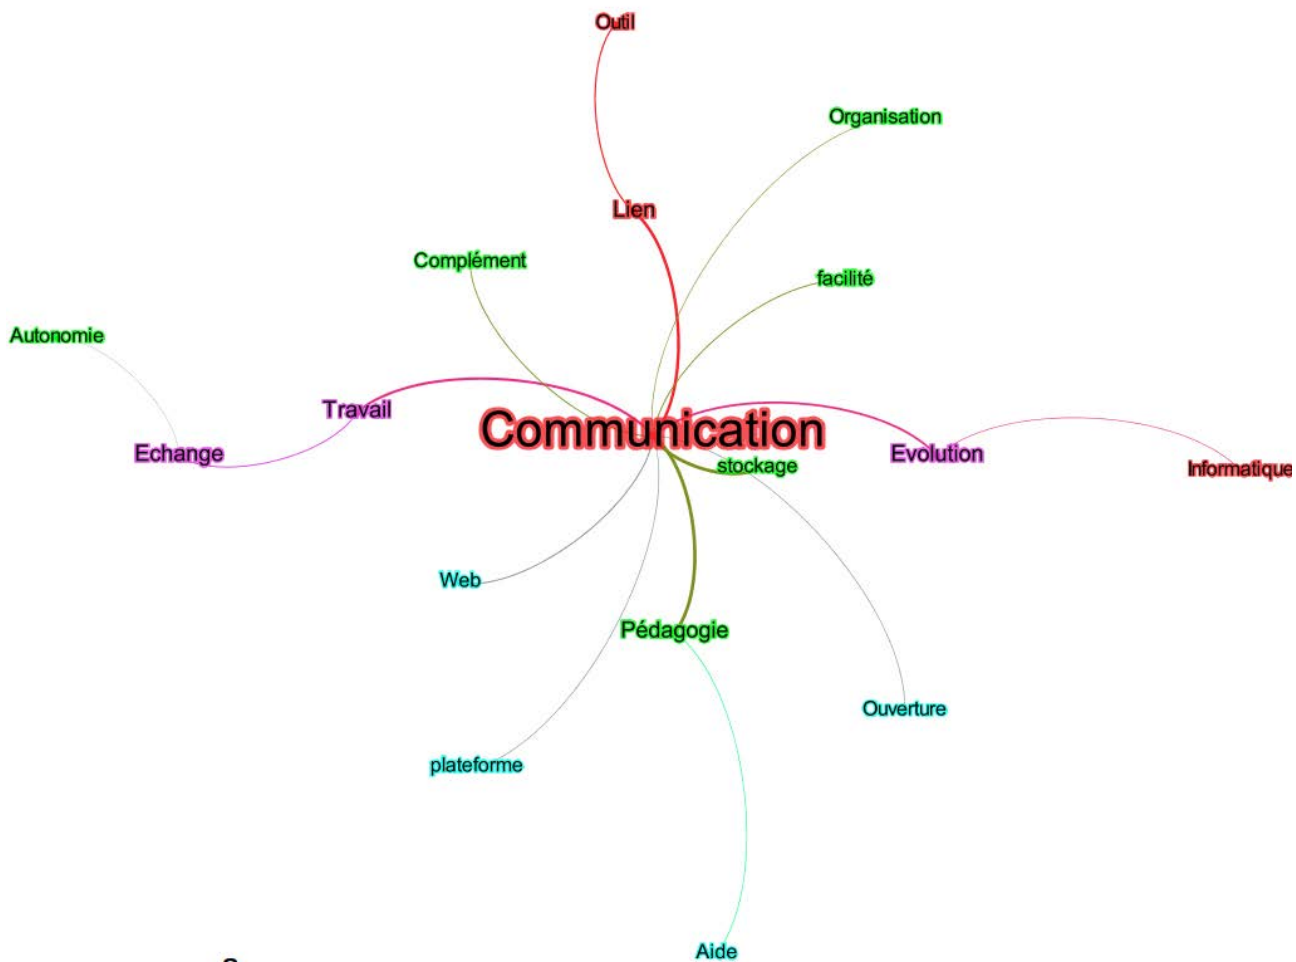 Outil
Organisation
Lien
Complément
facilité
Autonomie
Travail
Communication
Echange
Evolution
stockage
Informatique
Web
Pédagogie
Ouverture
plateforme
Aide